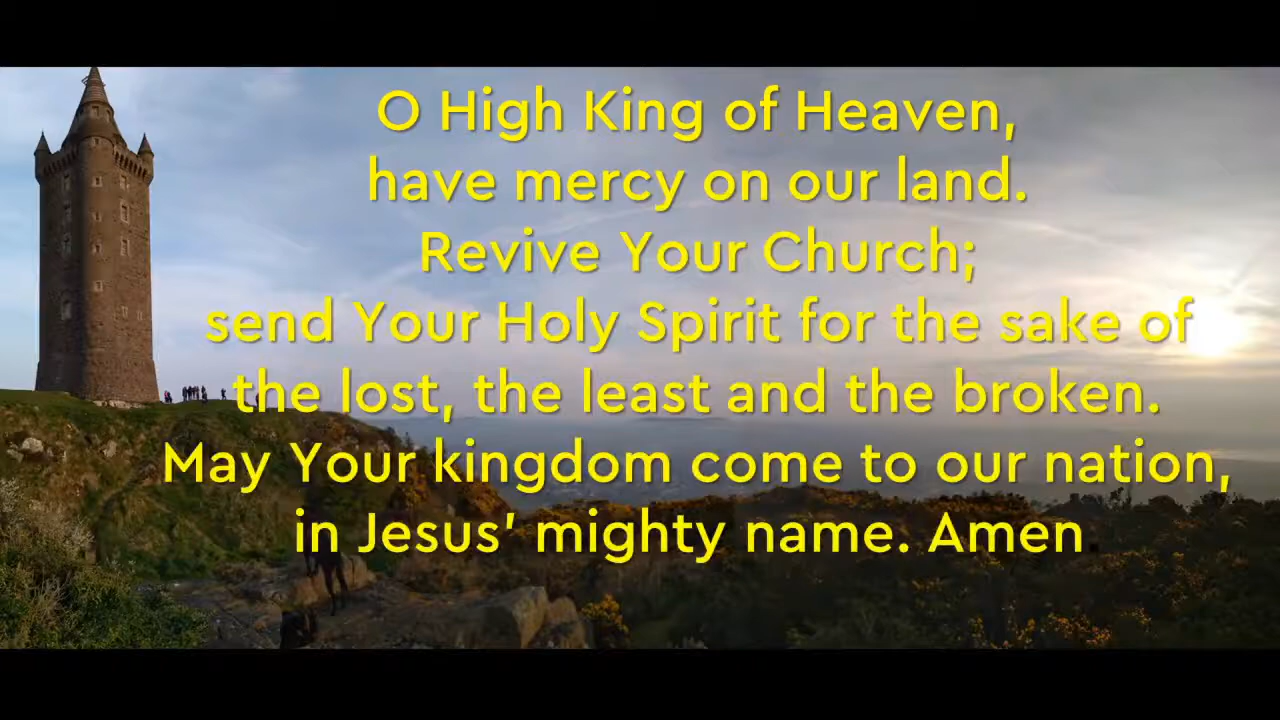 O High King of Heaven,
have mercy on our land.
Revive Your Church;
send Your Holy Spirit for the sake of
the lost, the least and the broken.
May Your kingdom come to our nation,
in Jesus’ mighty name. Amen.